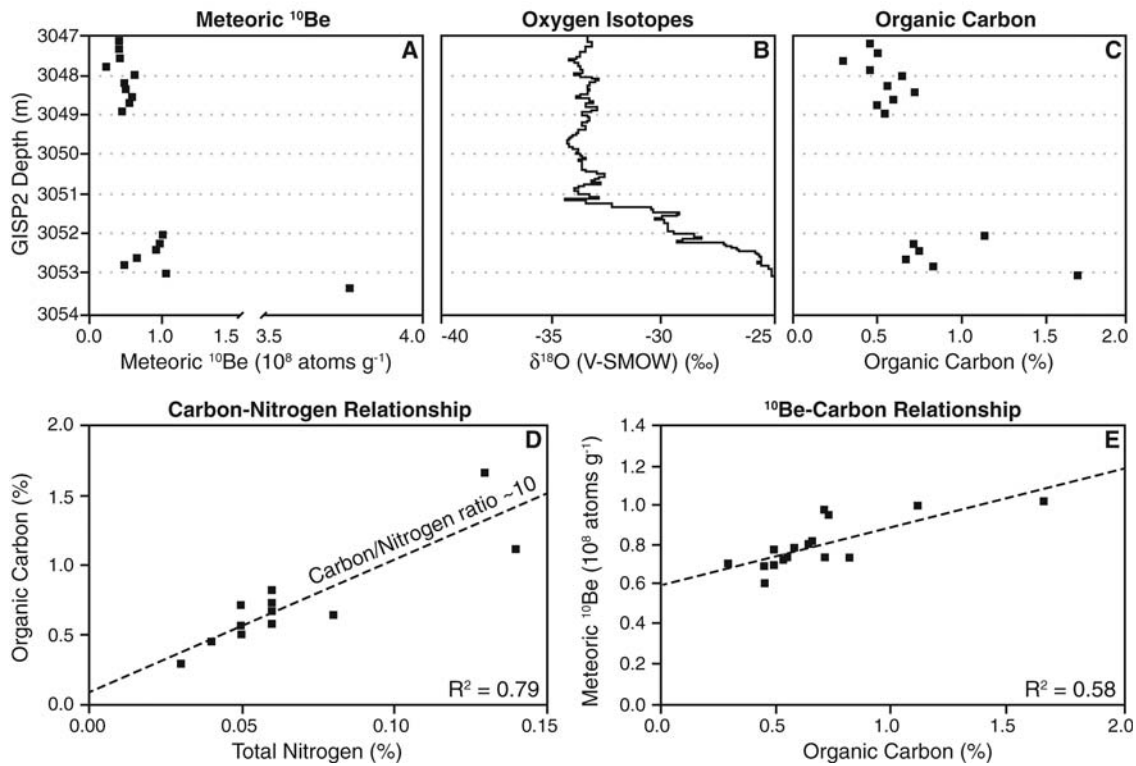 Meteoric ¹⁰Be
Oxygen Isotopes
Organic Carbon
A
B
C
GISP2 Depth (m)
3047
3048
3049
3050
3051
3052
3053
3054
0.0 1.0 1.5 3.5 4.0
-40 -35 -30 -25
0.0 0.5 1.0 1.5 2.0
Meteoric ¹⁰Be (10⁸ atoms g⁻¹)
δ¹⁸O (V-SMOW) (‰)
Organic Carbon (%)
Carbon-Nitrogen Relationship
D
Organic Carbon (%)
2.0
1.5
1.0
0.5
0.0
Carbon/Nitrogen ratio ~10
R² = 0.79
0.00 0.05 0.10 0.15
Total Nitrogen (%)
¹⁰Be-Carbon Relationship
E
Meteoric ¹⁰Be (10⁸ atoms g⁻¹)
1.4
1.2
1.0
0.8
0.6
0.4
0.2
0.0
R² = 0.58
0.0 0.5 1.0 1.5 2.0
Organic Carbon (%)